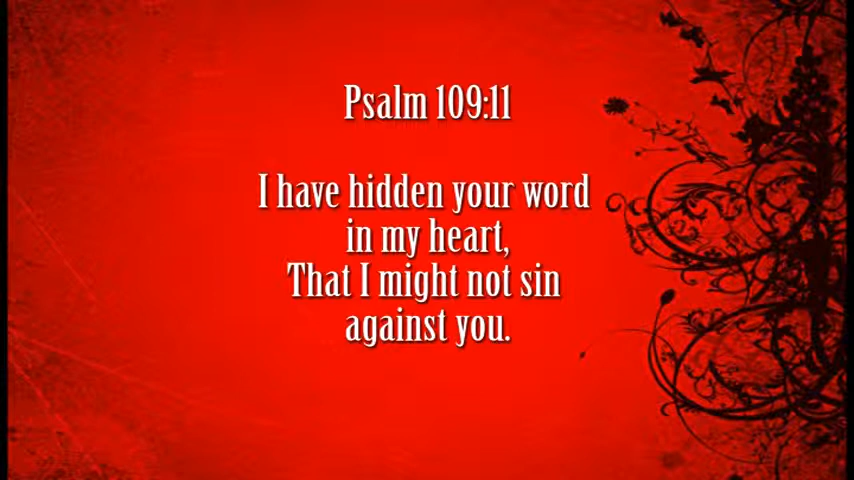 Psalm 109:11
I have hidden your word
in my heart,
That I might not sin
against you.